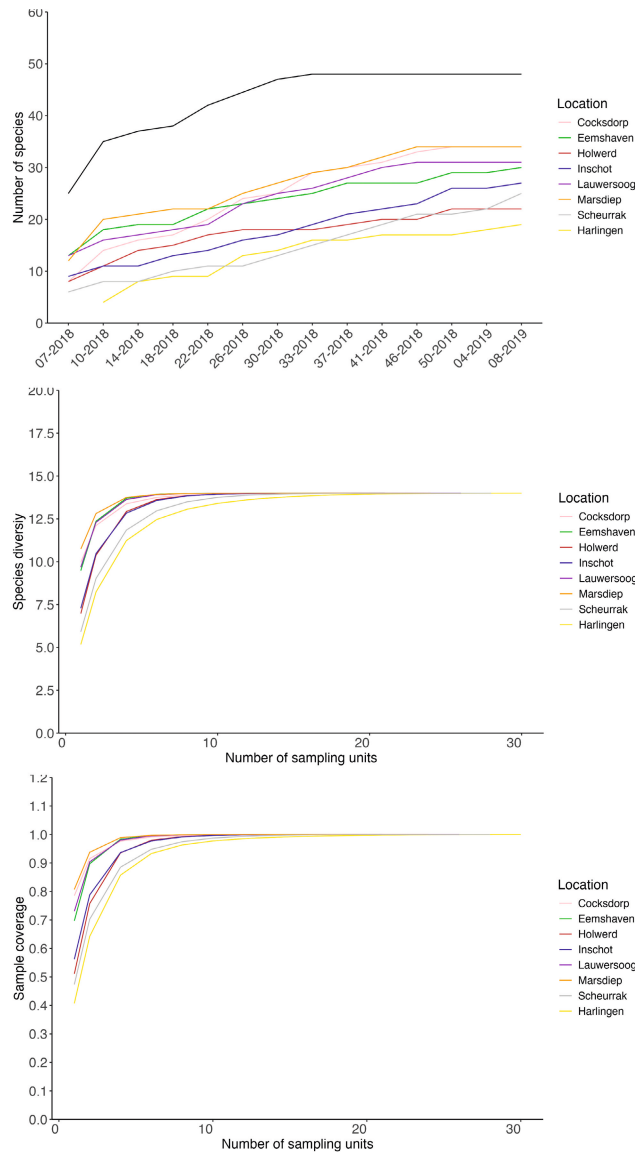 60
50
40
30
20
10
0
Number of species
07-2018
10-2018
14-2018
18-2018
22-2018
26-2018
30-2018
33-2018
37-2018
41-2018
46-2018
50-2018
04-2019
08-2019
Location
Cocksdorp
Eemshaven
Holwerd
Inschot
Lauwersoog
Marsdiep
Scheurrak
Harlingen
20.0
17.5
15.0
12.5
10.0
7.5
5.0
2.5
0.0
Species diversiy
0
10
20
30
Number of sampling units
Location
Cocksdorp
Eemshaven
Holwerd
Inschot
Lauwersoog
Marsdiep
Scheurrak
Harlingen
1.2
1.1
1.0
0.9
0.8
0.7
0.6
0.5
0.4
0.3
0.2
0.1
0.0
Sample coverage
0
10
20
30
Number of sampling units
Location
Cocksdorp
Eemshaven
Holwerd
Inschot
Lauwersoog
Marsdiep
Scheurrak
Harlingen